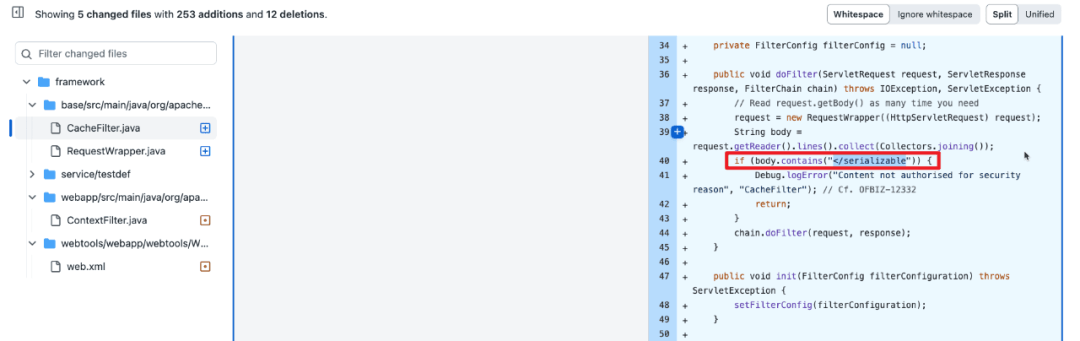 Showing 5 changed files with 253 additions and 12 deletions.
Whitespace Ignore whitespace Split Unified
Filter changed files
framework
base/src/main/java/org/apache...
CacheFilter.java
RequestWrapper.java
service/testdef
webapp/src/main/java/org/apa...
ContextFilter.java
webtools/webapp/webtools/W...
web.xml
34 + private FilterConfig filterConfig = null;
35 +
36 + public void doFilter(ServletRequest request, ServletResponse
response, FilterChain chain) throws IOException, ServletException {
37 + // Read request.getBody() as many time you need
38 + request = new RequestWrapper((HttpServletRequest) request);
39 + String body =
request.getReader().lines().collect(Collectors.joining());
40 + if (body.contains("</serializable")) {
41 + Debug.logError("Content not authorised for security
reason", "CacheFilter"); // Cf. OFBIZ-12332
42 + return;
43 + }
44 + chain.doFilter(request, response);
45 + }
46 +
47 + public void init(FilterConfig filterConfiguration) throws
ServletException {
48 + setFilterConfig(filterConfiguration);
49 + }
50 +